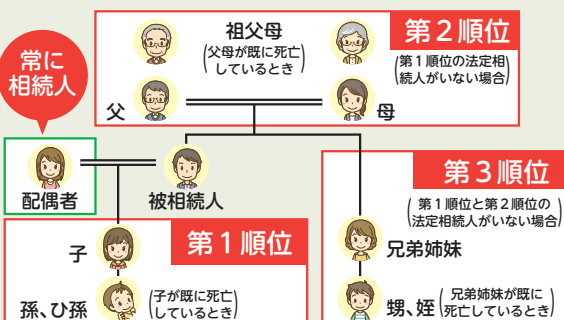 祖父母
(父母が既に死亡
しているとき)
第2順位
(第1順位の法定相
続人がいない場合)
常に
相続人
父
母
配偶者
被相続人
第3順位
(第1順位と第2順位の
法定相続人がいない場合)
子
第1順位
兄弟姉妹
孫、ひ孫
(子が既に死亡
しているとき)
甥、姪
(兄弟姉妹が既に
死亡しているとき)